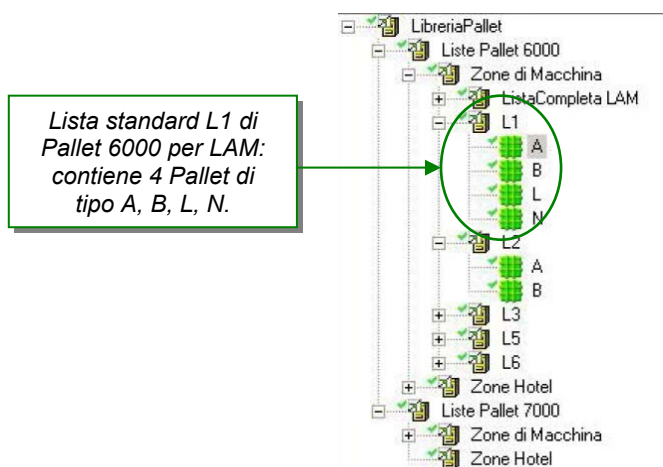 LibreriaPallet
Liste Pallet 6000
Zone di Macchina
ListaCompleta LAM
L1
A
B
L
N
L2
A
B
L3
L5
L6
Zone Hotel
Liste Pallet 7000
Zone di Macchina
Zone Hotel
Lista standard L1 di
Pallet 6000 per LAM:
contiene 4 Pallet di
tipo A, B, L, N.